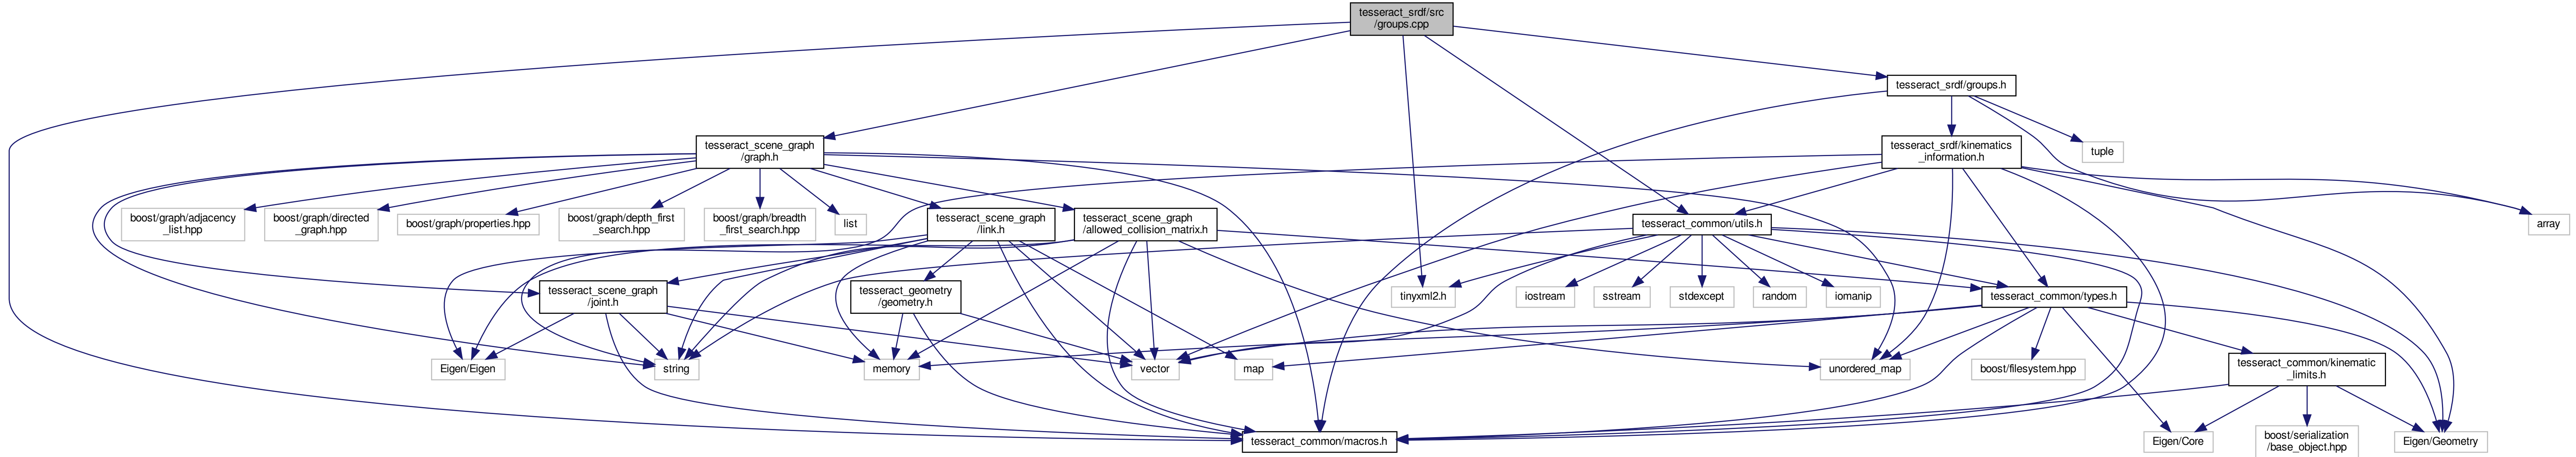 tesseract_srdf/src
/groups.cpp
tesseract_srdf/groups.h
tesseract_scene_graph
/graph.h
tesseract_srdf/kinematics
_information.h
tuple
boost/graph/adjacency
_list.hpp
boost/graph/directed
_graph.hpp
boost/graph/properties.hpp
boost/graph/depth_first
_search.hpp
boost/graph/breadth
_first_search.hpp
list
tesseract_scene_graph
/link.h
tesseract_scene_graph
/allowed_collision_matrix.h
tesseract_common/utils.h
array
tesseract_scene_graph
/joint.h
tesseract_geometry
/geometry.h
tinyxml2.h
iostream
sstream
stdexcept
random
iomanip
tesseract_common/types.h
Eigen/Eigen
string
memory
vector
map
unordered_map
boost/filesystem.hpp
tesseract_common/kinematic
_limits.h
tesseract_common/macros.h
Eigen/Core
boost/serialization
/base_object.hpp
Eigen/Geometry